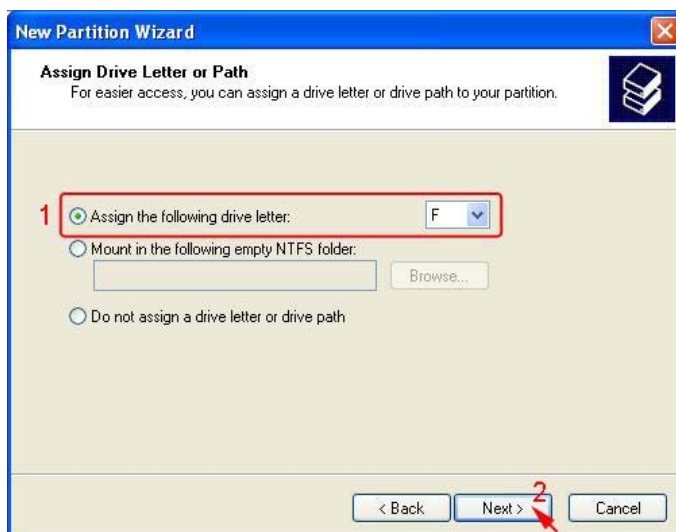 New Partition Wizard
Assign Drive Letter or Path
For easier access, you can assign a drive letter or drive path to your partition.
1 Assign the following drive letter: F
Mount in the following empty NTFS folder:
Browse...
Do not assign a drive letter or drive path
2
< Back Next > Cancel